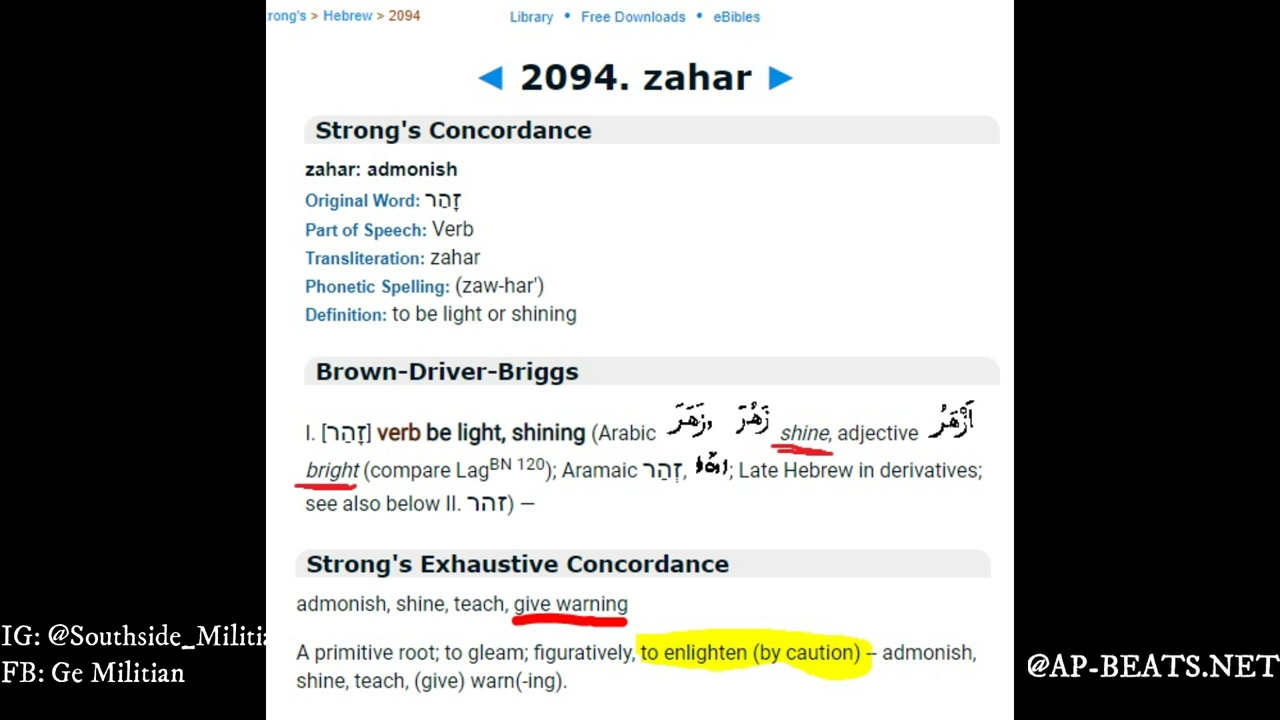 rong's > Hebrew > 2094
Library • Free Downloads • eBibles
◄ 2094. zahar ►
Strong's Concordance
zahar: admonish
Original Word: זָהַר
Part of Speech: Verb
Transliteration: zahar
Phonetic Spelling: (zaw-har')
Definition: to be light or shining
Brown-Driver-Briggs
I. [זָהַר] verb be light, shining (Arabic زَهَرَ, زَهُرَ shine, adjective أَزْهَرُ
bright (compare LagBN 120); Aramaic זְהַר, ; Late Hebrew in derivatives;
see also below II. זהר) —
Strong's Exhaustive Concordance
admonish, shine, teach, give warning
A primitive root; to gleam; figuratively, to enlighten (by caution) -- admonish,
shine, teach, (give) warn(-ing).
IG: @Southside_Militia
FB: Ge Militian
@AP-BEATS.NET